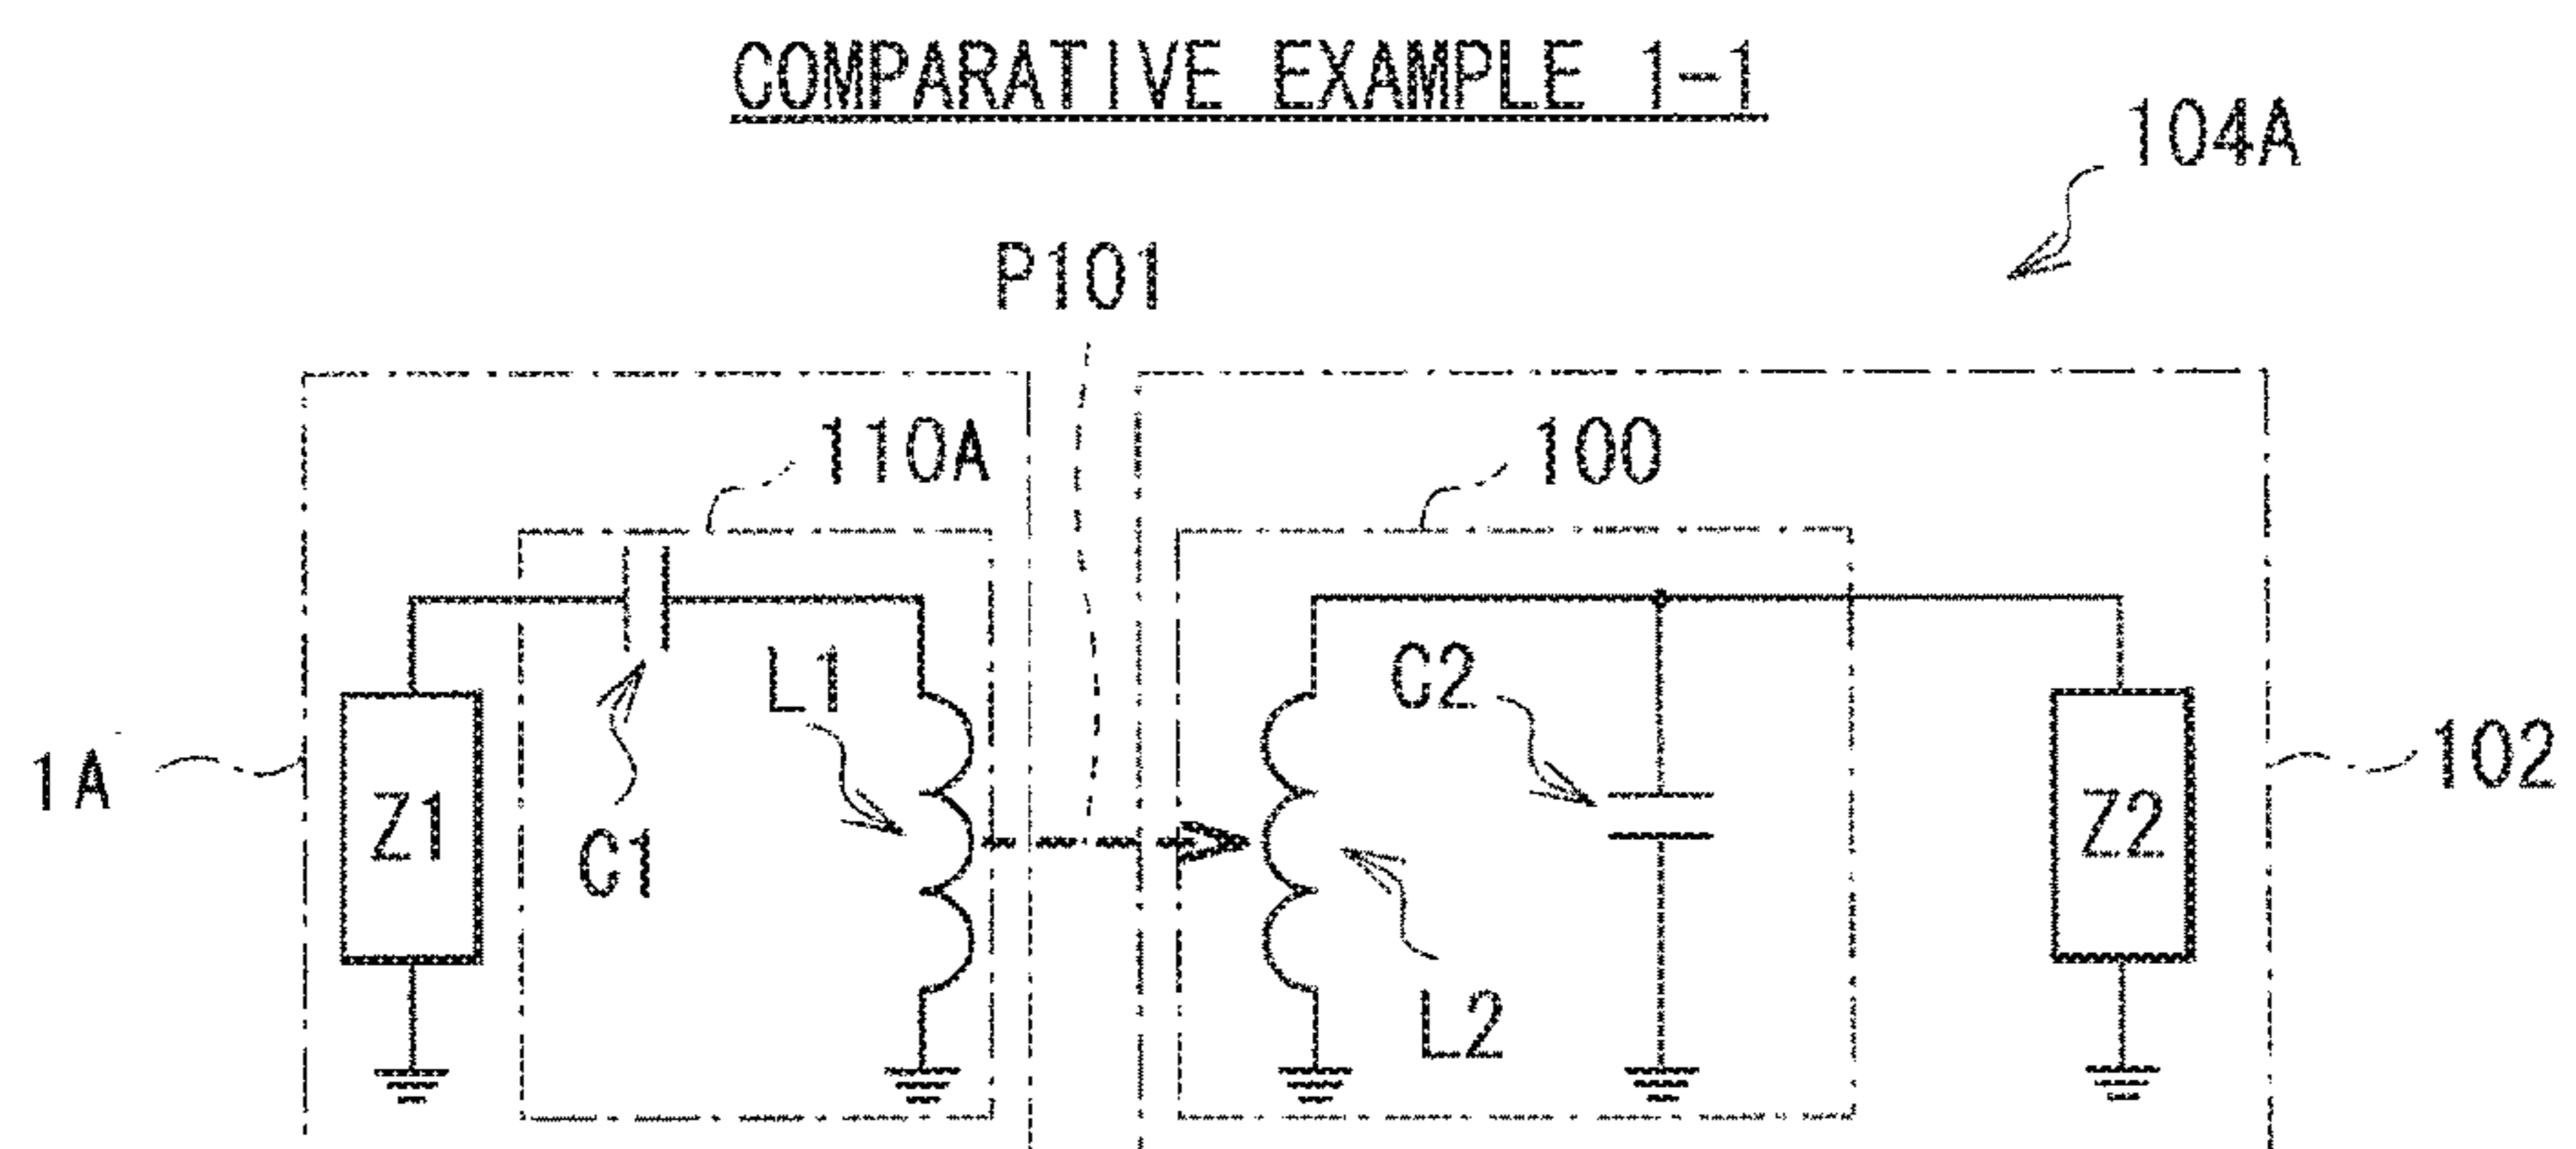 COMPARATIVE EXAMPLE 1-1
104A
P101
110A
100
L1
C2
1A
Z1
C1
Z2
102
L2